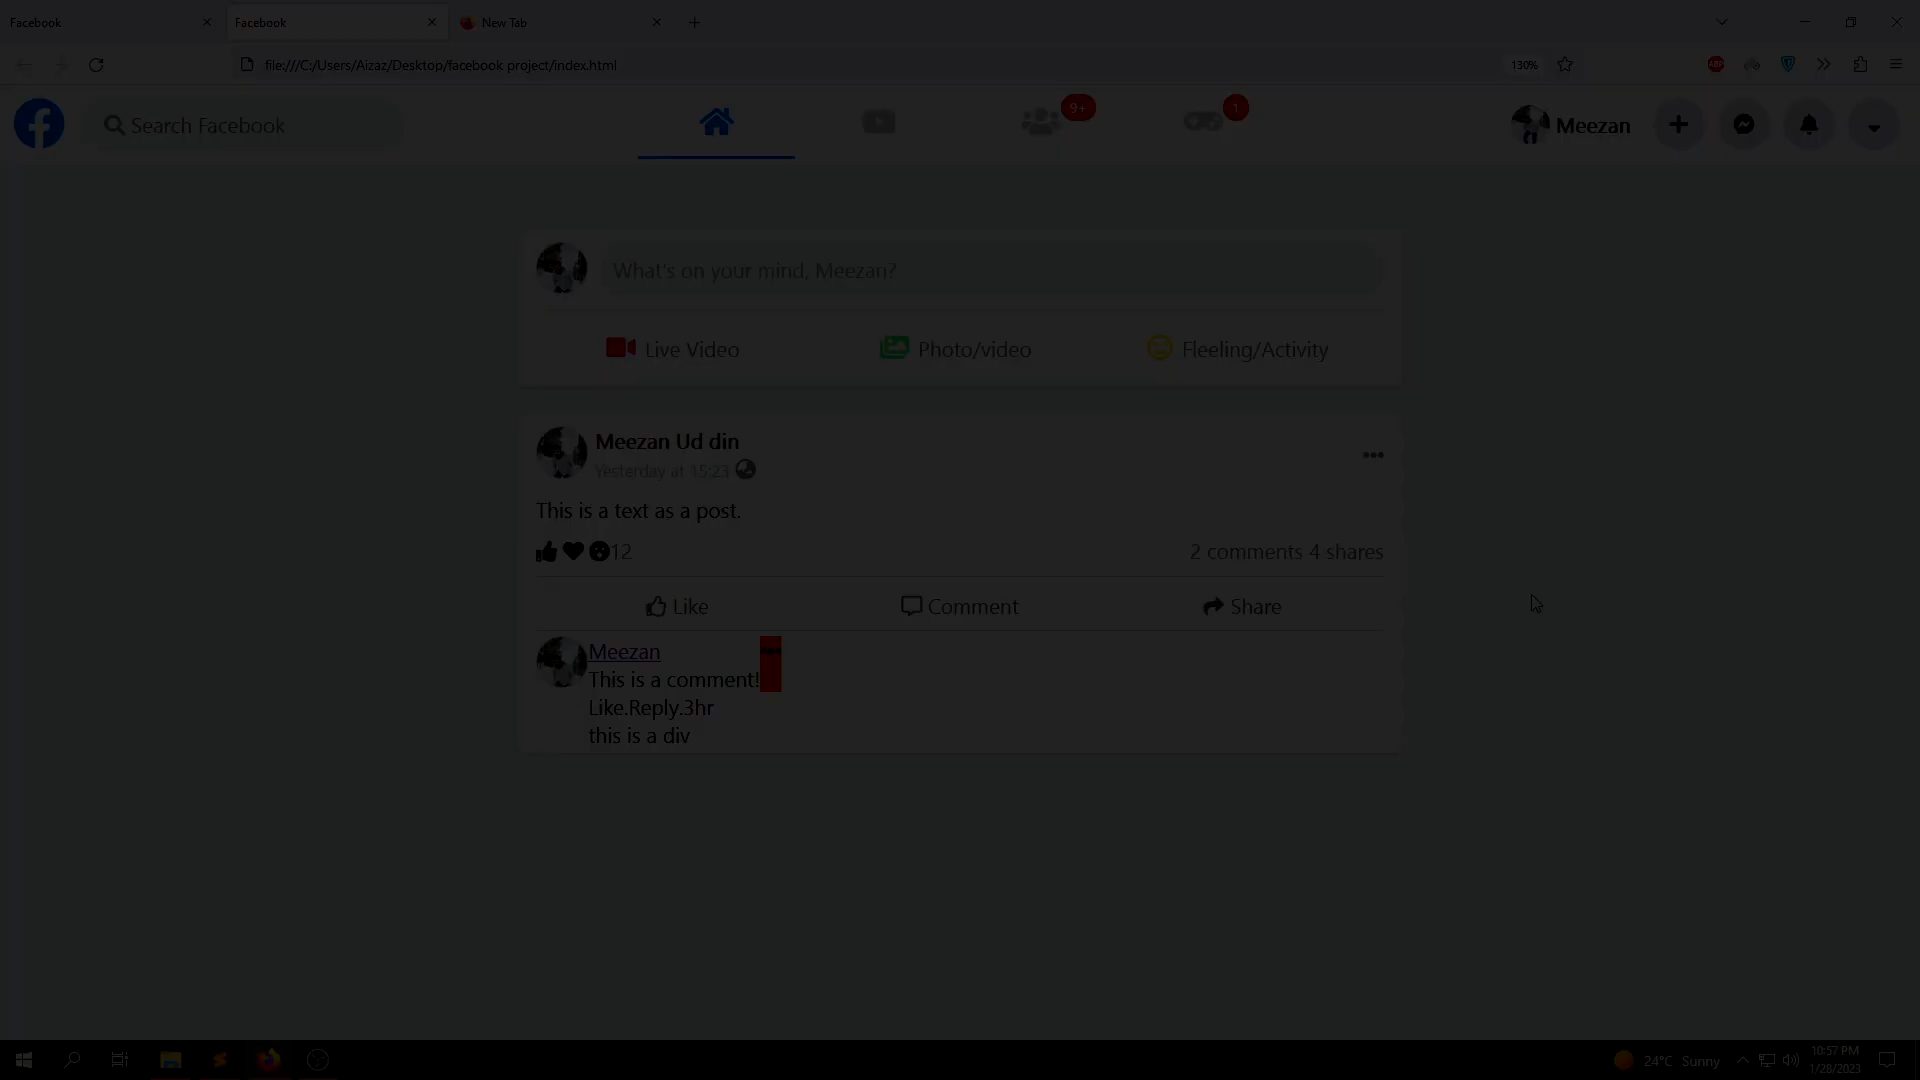 Facebook
Facebook
New Tab
file:///C:/Users/Aizaz/Desktop/facebook project/index.html
130%
ABP
Search Facebook
9+
1
Meezan
What's on your mind, Meezan?
Live Video
Photo/video
Fleeling/Activity
Meezan Ud din
Yesterday at 15:23
This is a text as a post.
12
2 comments 4 shares
Like
Comment
Share
Meezan
This is a comment!
Like.Reply.3hr
this is a div
24°C Sunny
10:57 PM
1/28/2023